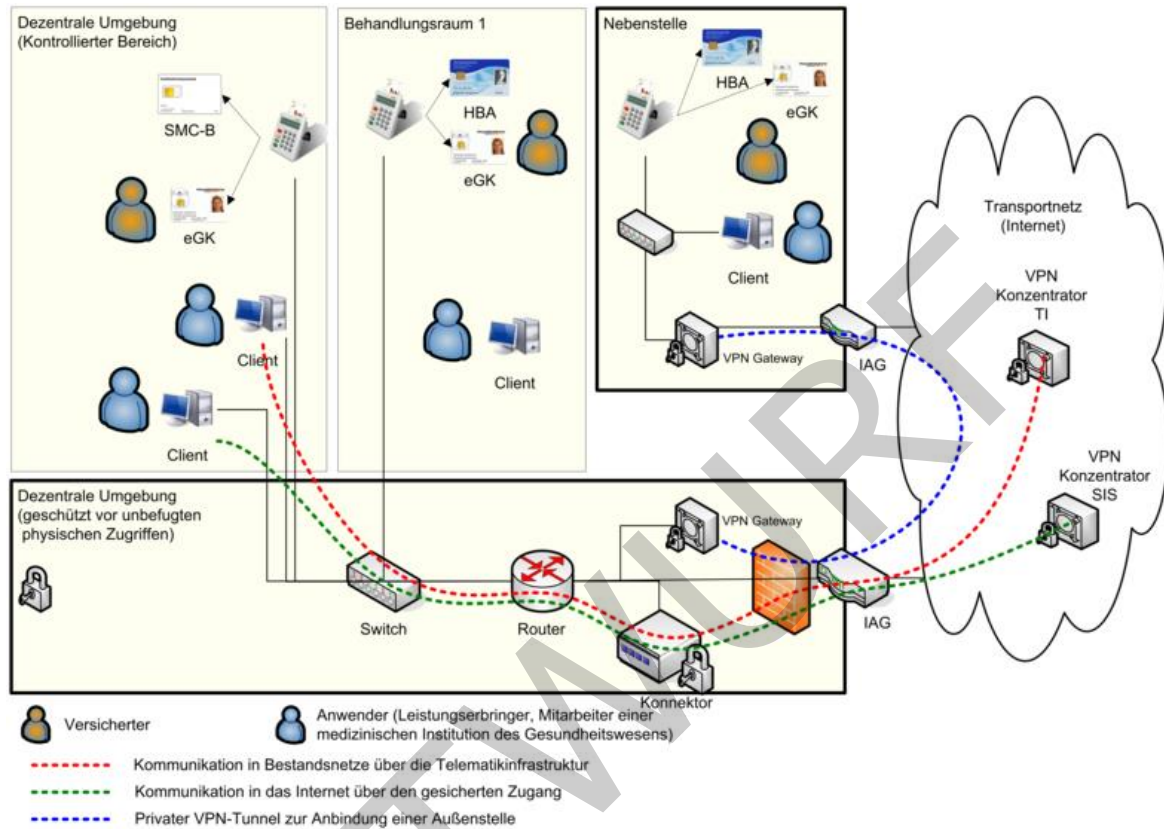 Dezentrale Umgebung
(Kontrollierter Bereich)
SMC-B
eGK
Client
Client
Behandlungsraum 1
HBA
eGK
Client
Nebenstelle
HBA
eGK
Client
VPN Gateway
IAG
Transportnetz
(Internet)
VPN
Konzentrator
TI
VPN
Konzentrator
SIS
Dezentrale Umgebung
(geschützt vor unbefugten
physischen Zugriffen)
VPN Gateway
Switch
Router
IAG
Konnektor
Versicherter
Anwender (Leistungserbringer, Mitarbeiter einer
medizinischen Institution des Gesundheitswesens)
Kommunikation in Bestandsnetze über die Telematikinfrastruktur
Kommunikation in das Internet über den gesicherten Zugang
Privater VPN-Tunnel zur Anbindung einer Außenstelle
TWURF